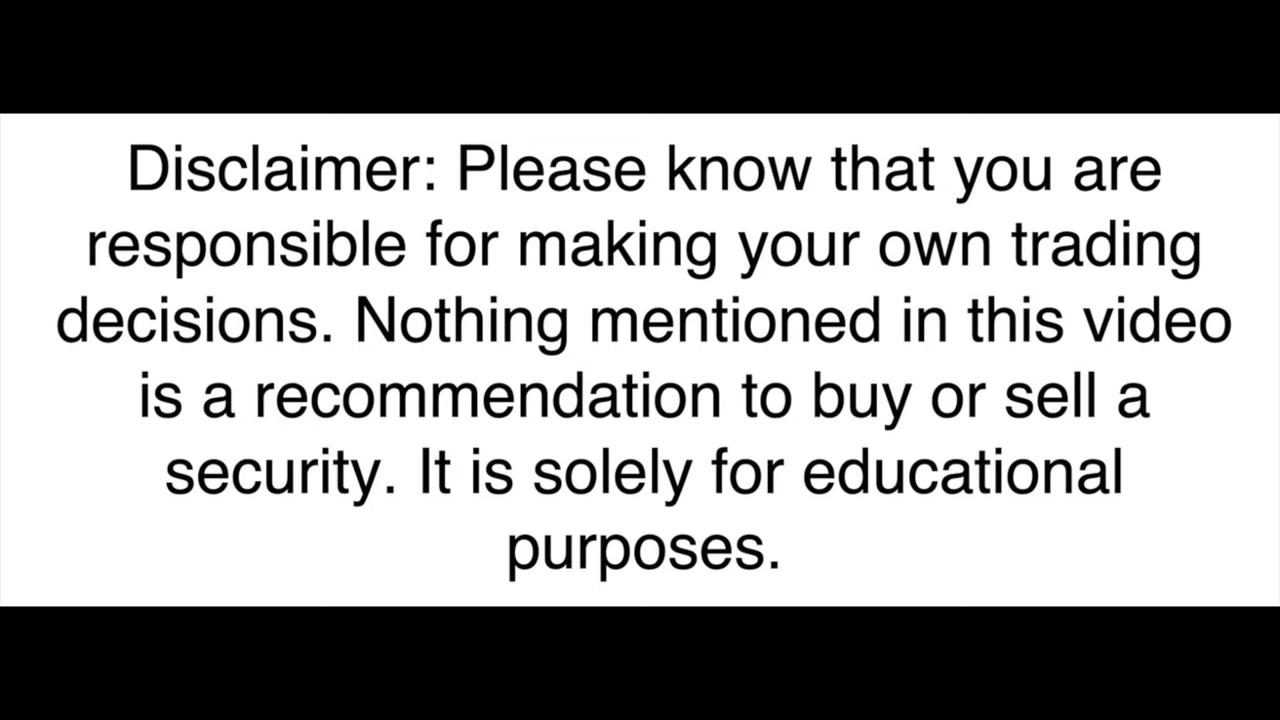 Disclaimer: Please know that you are
responsible for making your own trading
decisions. Nothing mentioned in this video
is a recommendation to buy or sell a
security. It is solely for educational
purposes.